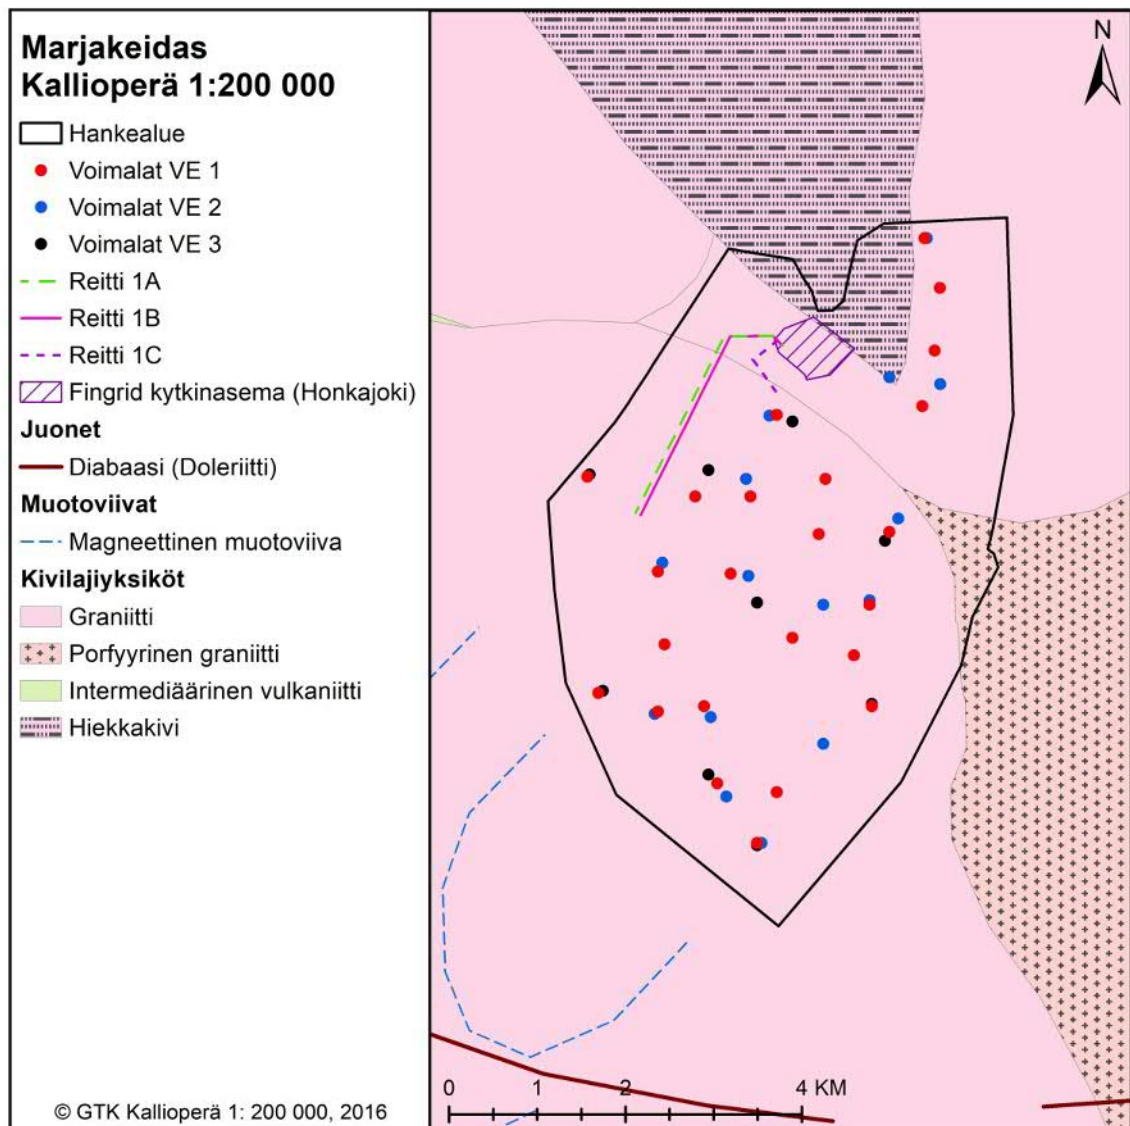 Marjakeidas
Kallioperä 1:200 000
Hankealue
Voimalat VE 1
Voimalat VE 2
Voimalat VE 3
Reitti 1A
Reitti 1B
Reitti 1C
Fingrid kytkinasema (Honkajoki)
Juonet
Diabaasi (Doleriitti)
Muotoviivat
Magneettinen muotoviiva
Kivilajiyksiköt
Graniitti
Porfyyrinen graniitti
Intermediäärinen vulkaniitti
Hiekkakivi
© GTK Kallioperä 1: 200 000, 2016
N
0 1 2 4 KM